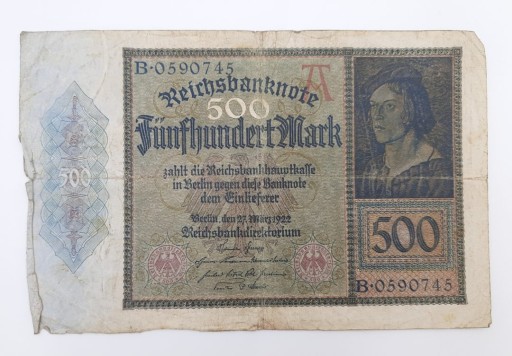 B·0590745
A
Reichsbanknote
500
Fünfhundert Mark
zahlt die Reichsbankhauptkasse
in Berlin gegen diese Banknote
dem Einlieferer
Berlin, den 27. März 1922
Reichsbankdirektorium
500
500
B·0590745